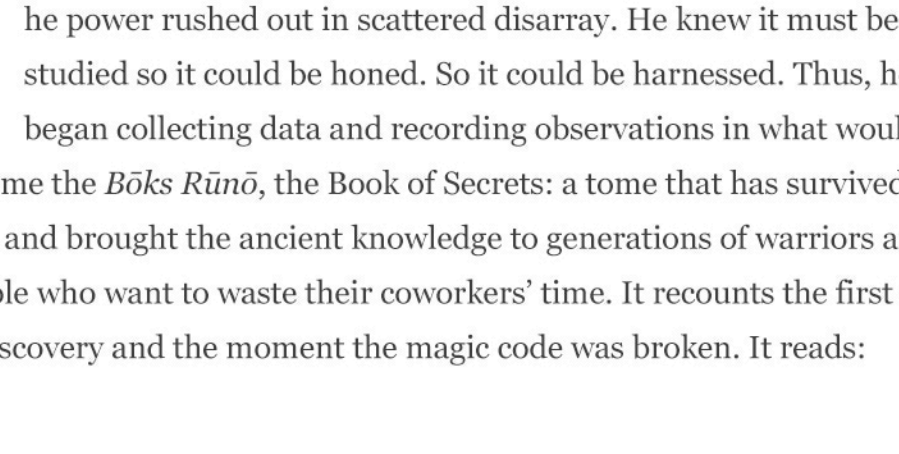 he power rushed out in scattered disarray. He knew it must be
studied so it could be honed. So it could be harnessed. Thus, h
began collecting data and recording observations in what woul
me the Bōks Rūnō, the Book of Secrets: a tome that has survived
and brought the ancient knowledge to generations of warriors a
ple who want to waste their coworkers’ time. It recounts the first
scovery and the moment the magic code was broken. It reads: